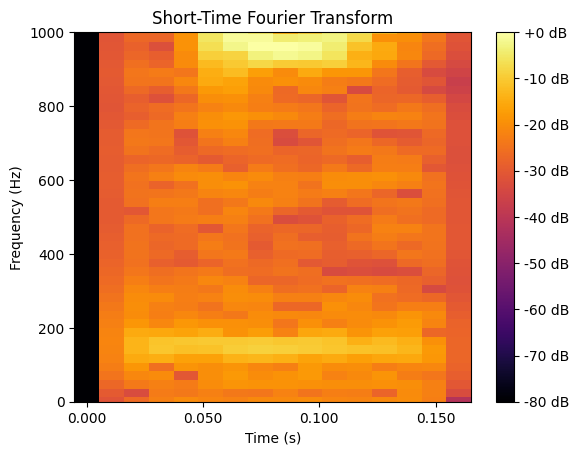 Short-Time Fourier Transform
1000
800
600
400
200
0
Frequency (Hz)
0.000
0.050
0.100
0.150
Time (s)
+0 dB
-10 dB
-20 dB
-30 dB
-40 dB
-50 dB
-60 dB
-70 dB
-80 dB